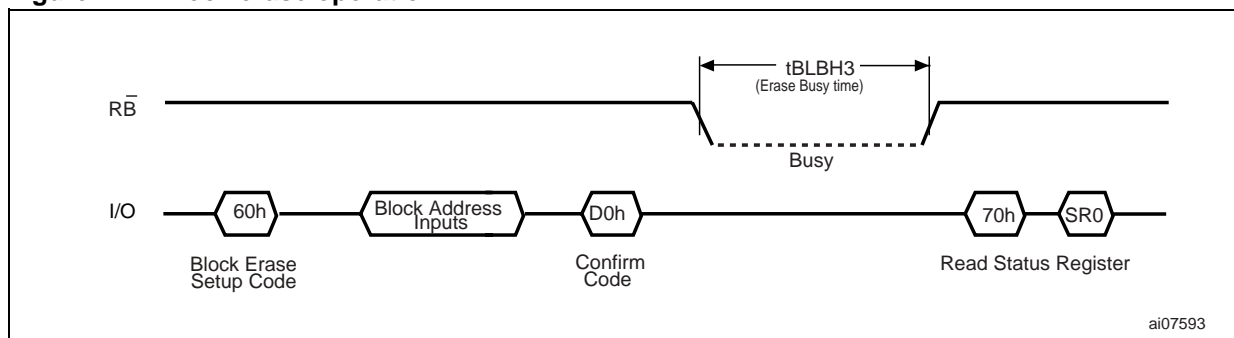 tBLBH3
(Erase Busy time)
RB̅
Busy
I/O
60h
Block Address
Inputs
D0h
70h
SR0
Block Erase
Setup Code
Confirm
Code
Read Status Register
ai07593